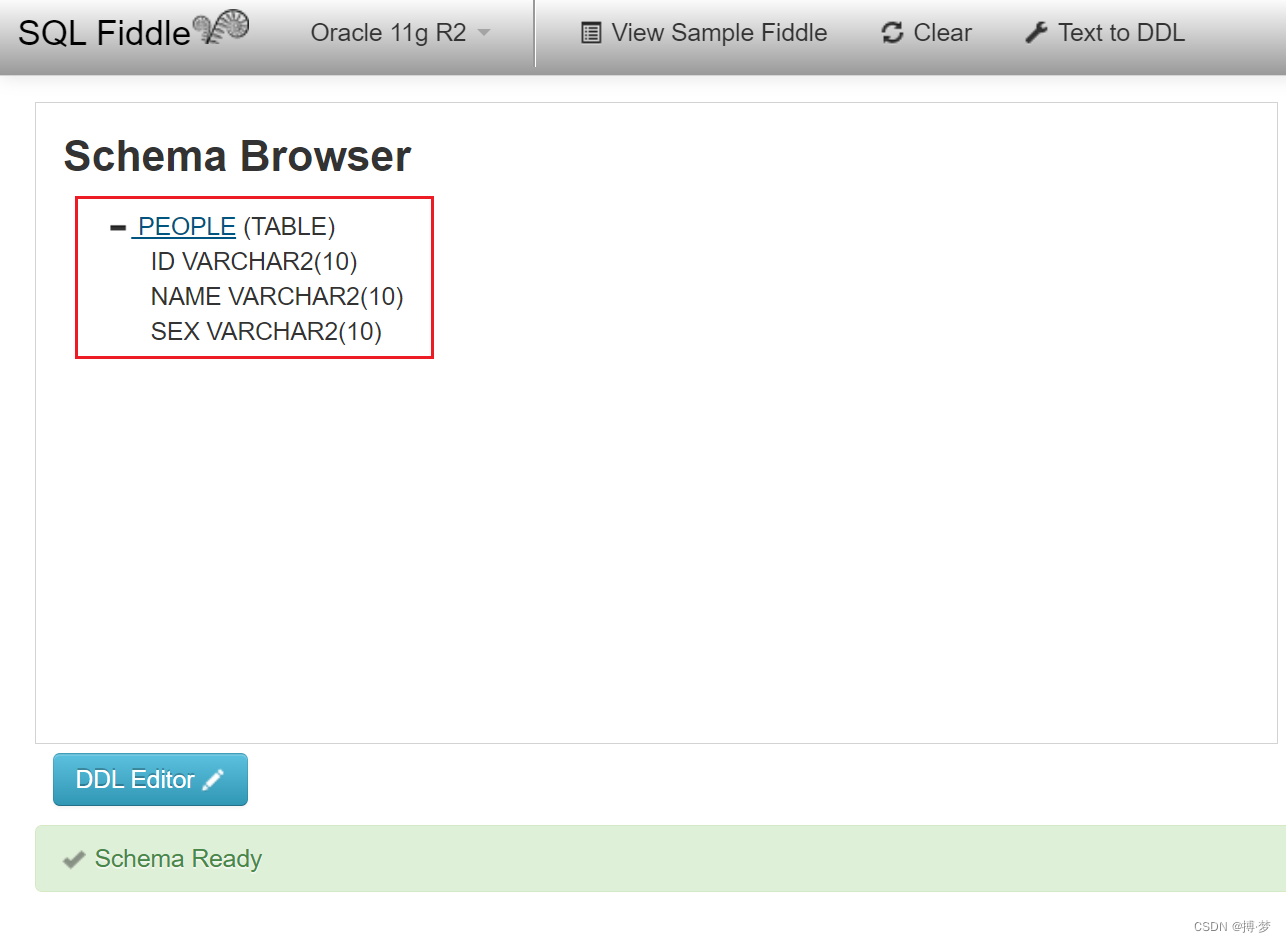 SQL Fiddle Oracle 11g R2 View Sample Fiddle Clear Text to DDL
Schema Browser
PEOPLE (TABLE)
ID VARCHAR2(10)
NAME VARCHAR2(10)
SEX VARCHAR2(10)
DDL Editor
Schema Ready
CSDN @搏·梦